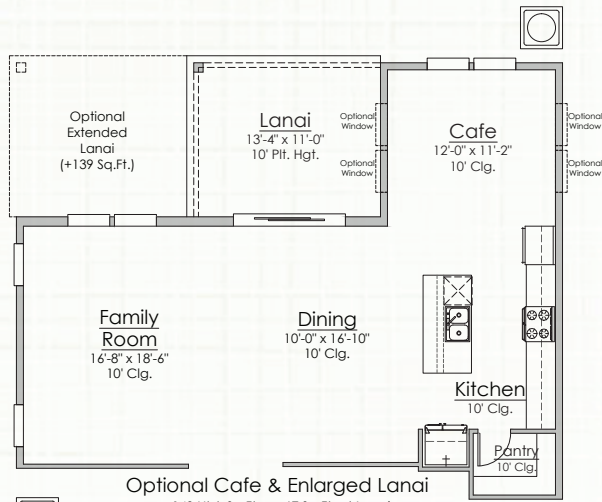 Optional
Extended
Lanai
(+139 Sq.Ft.)
Lanai
13'-4" x 11'-0"
10' Plt. Hgt.
Optional
Window
Optional
Window
Cafe
12'-0" x 11'-2"
10' Clg.
Optional
Window
Optional
Window
Family
Room
16'-8" x 18'-6"
10' Clg.
Dining
10'-0" x 16'-10"
10' Clg.
Kitchen
10' Clg.
Pantry
10' Clg.
Optional Cafe & Enlarged Lanai